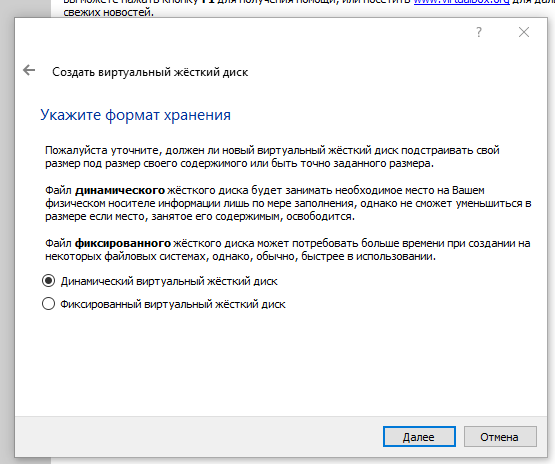 вы можете нажать кнопку F1 для получения помощи, или посетить www.virtualbox.org для
свежих новостей.
?
Создать виртуальный жёсткий диск
Укажите формат хранения
Пожалуйста уточните, должен ли новый виртуальный жёсткий диск подстраивать свой
размер под размер своего содержимого или быть точно заданного размера.
Файл динамического жёсткого диска будет занимать необходимое место на Вашем
физическом носителе информации лишь по мере заполнения, однако не сможет уменьшиться в
размере если место, занятое его содержимым, освободится.
Файл фиксированного жёсткого диска может потребовать больше времени при создании на
некоторых файловых системах, однако, обычно, быстрее в использовании.
Динамический виртуальный жёсткий диск
Фиксированный виртуальный жёсткий диск
Далее
Отмена